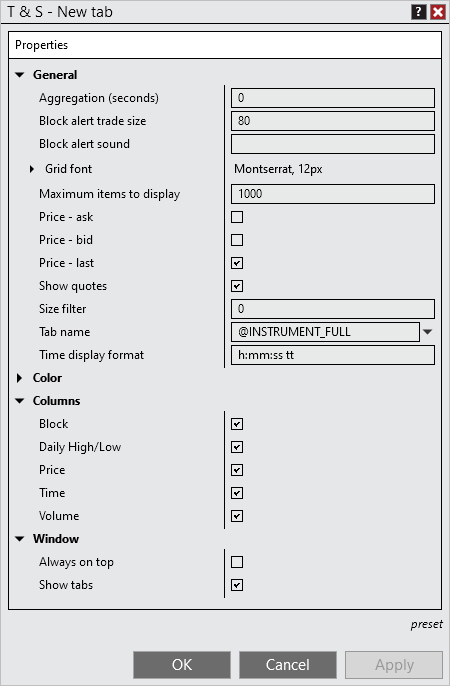 T & S - New tab ?
Properties
General
Aggregation (seconds) 0
Block alert trade size 80
Block alert sound
Grid font Montserrat, 12px
Maximum items to display 1000
Price - ask
Price - bid
Price - last
Show quotes
Size filter 0
Tab name @INSTRUMENT_FULL
Time display format h:mm:ss tt
Color
Columns
Block
Daily High/Low
Price
Time
Volume
Window
Always on top
Show tabs
preset
OK Cancel Apply